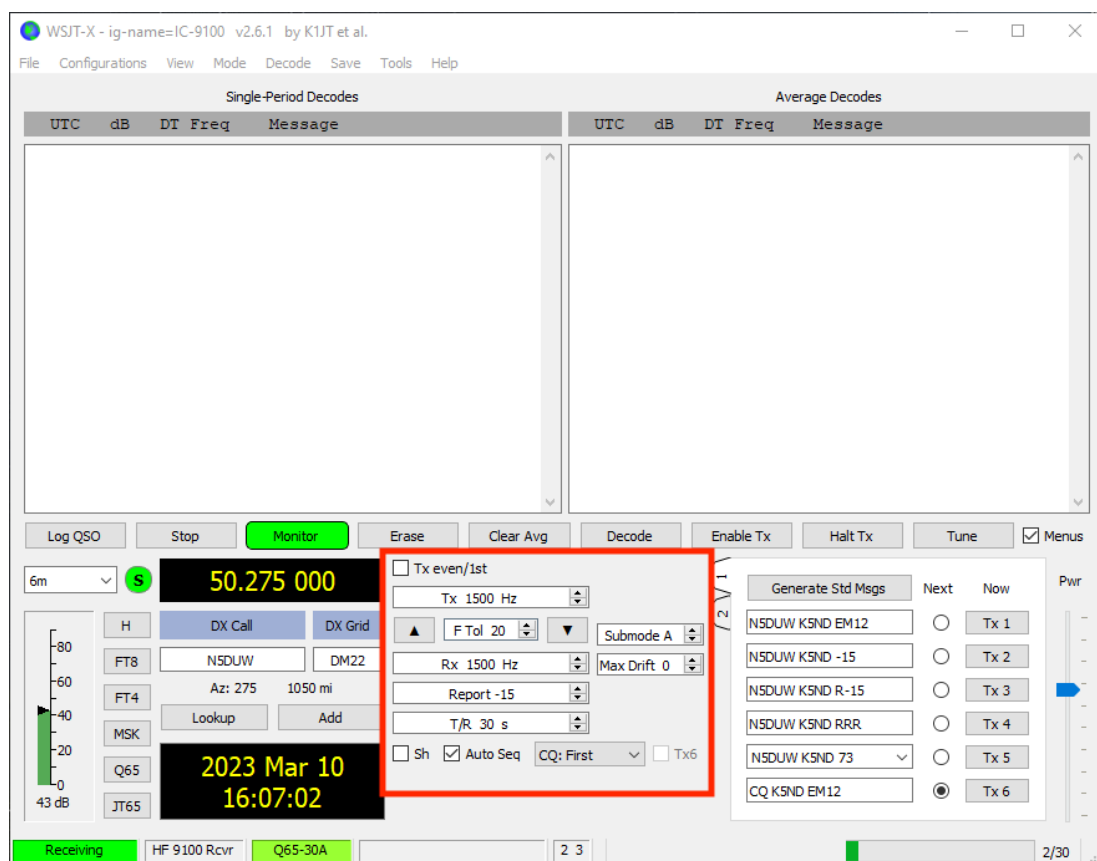 WSJT-X - ig-name=IC-9100 v2.6.1 by K1JT et al.
File Configurations View Mode Decode Save Tools Help
Single-Period Decodes Average Decodes
UTC dB DT Freq Message UTC dB DT Freq Message
Log QSO Stop Monitor Erase Clear Avg Decode Enable Tx Halt Tx Tune Menus
6m S 50.275 000
DX Call DX Grid
N5DUW DM22
Az: 275 1050 mi
Lookup Add
2023 Mar 10
16:07:02
-80
-60
-40
-20
0
43 dB
H
FT8
FT4
MSK
Q65
JT65
Tx even/1st
Tx 1500 Hz
▲ F Tol 20 ▼ Submode A
Rx 1500 Hz Max Drift 0
Report -15
T/R 30 s
Sh Auto Seq CQ: First Tx6
1
2
Generate Std Msgs Next Now Pwr
N5DUW K5ND EM12 Tx 1
N5DUW K5ND -15 Tx 2
N5DUW K5ND R-15 Tx 3
N5DUW K5ND RRR Tx 4
N5DUW K5ND 73 Tx 5
CQ K5ND EM12 Tx 6
Receiving HF 9100 Rcvr Q65-30A 2 3 2/30